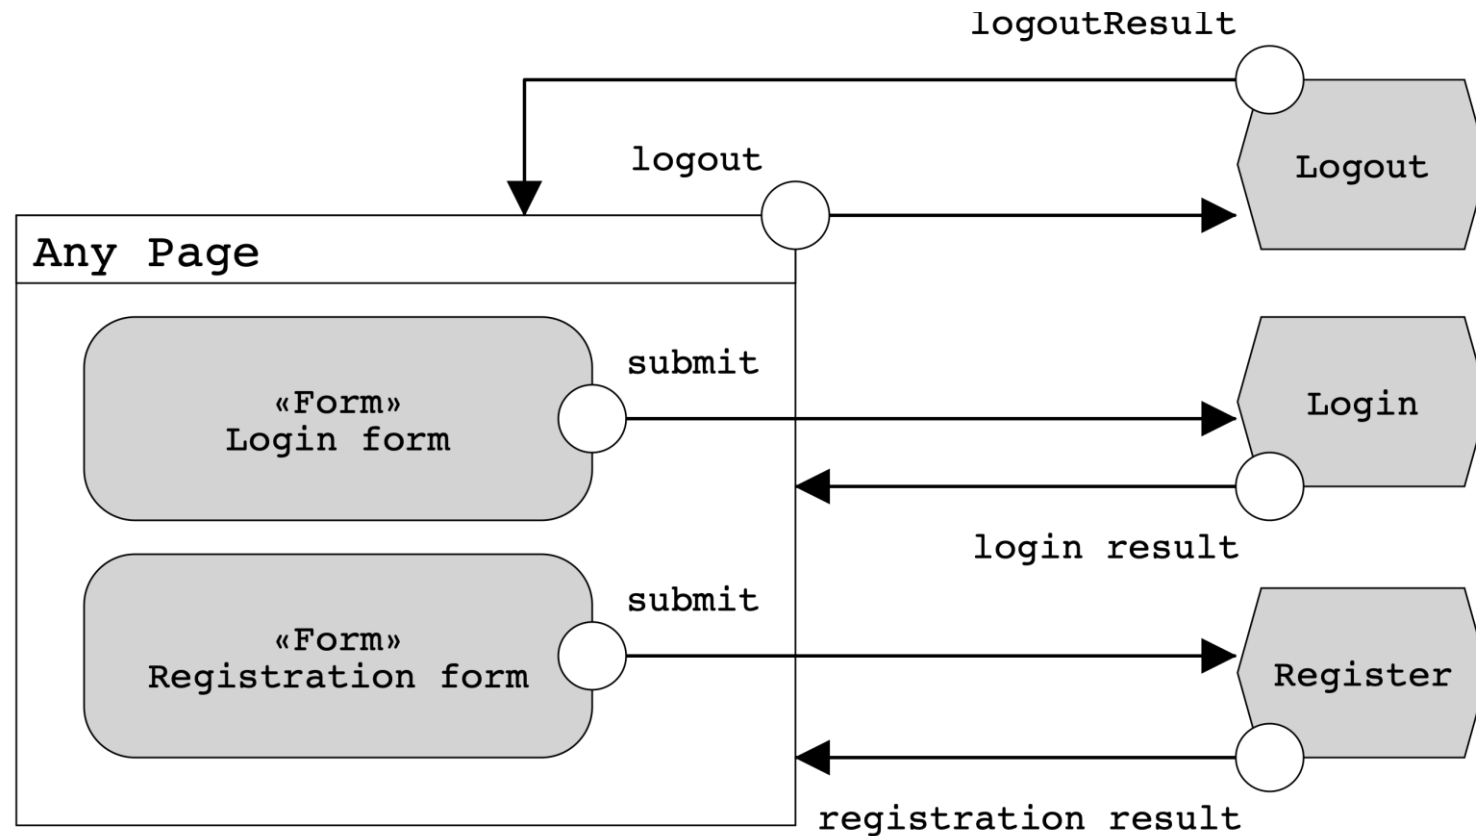 logoutResult
logout
Logout
Any Page
submit
«Form»
Login form
Login
login result
submit
«Form»
Registration form
Register
registration result